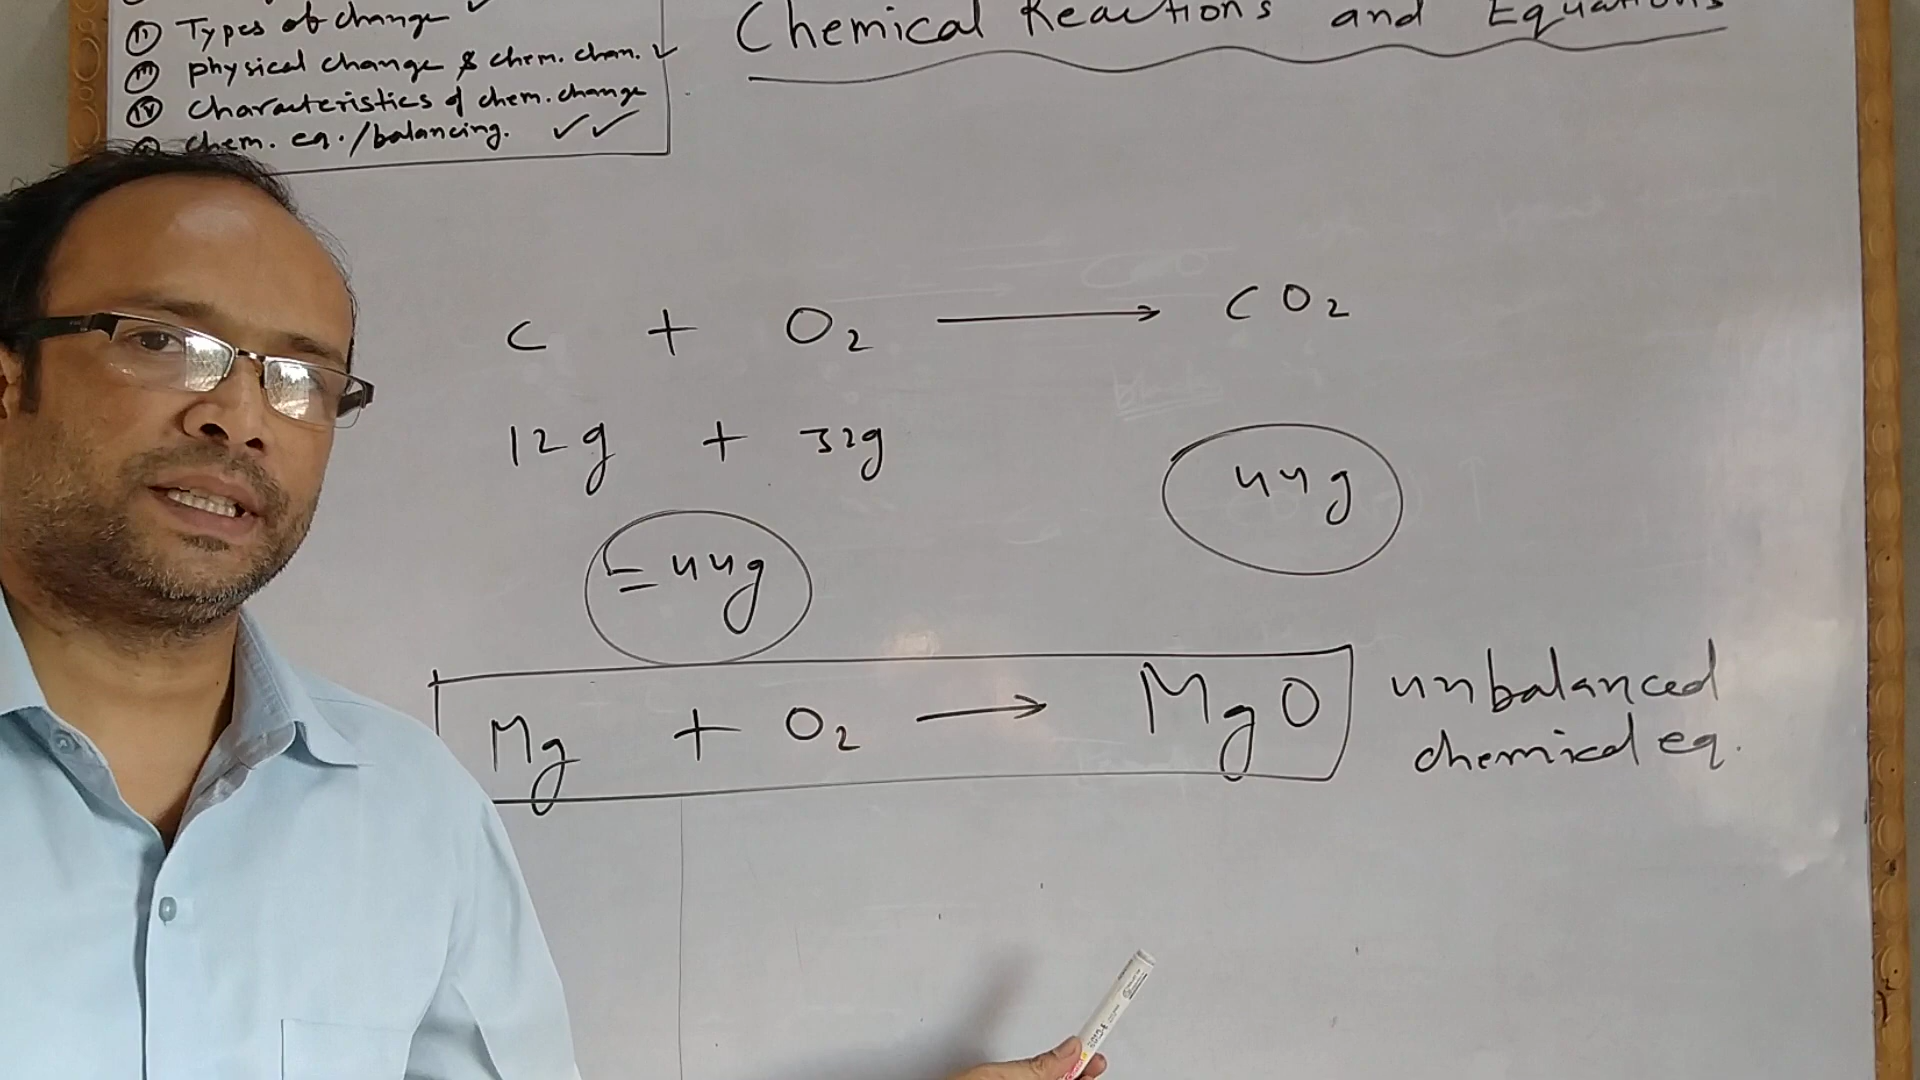 (ii) Types of change ✓
(iii) physical change & chem. chan. ✓
(iv) characteristics of chem. change
chem. eq. / balancing. ✓✓
Chemical Reactions and Equations
C + O₂ → CO₂
12g + 32g
44g
= 44g
Mg + O₂ → MgO
unbalanced
chemical eq.